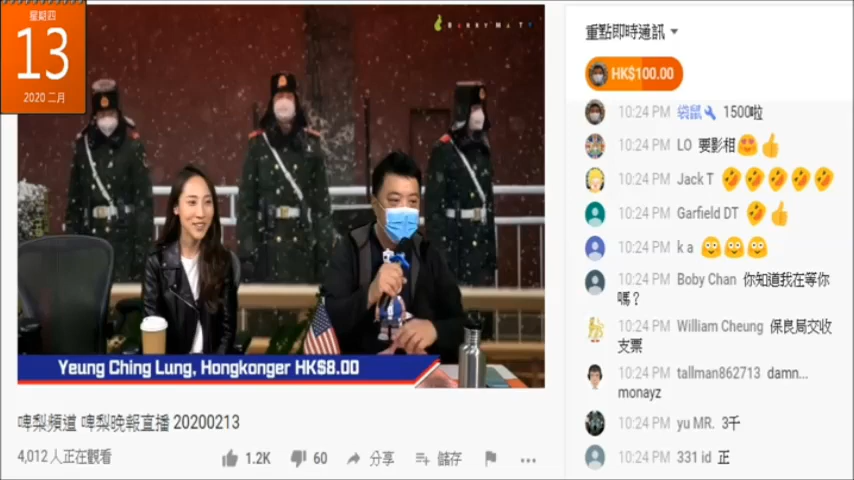 星期四
13
2020 二月
BARRY MA T
Yeung Ching Lung, Hongkonger HK$8.00
啤梨頻道 啤梨晚報直播 20200213
4,012 人正在觀看
1.2K 60 分享 儲存
重點即時通訊
HK$100.00
10:24 PM 袋鼠 1500啦
10:24 PM LO 要影相😍👍
10:24 PM Jack T 🤣🤣🤣🤣🤣
10:24 PM Garfield DT 🤣👍
10:24 PM k a 🙄🙄🙄
10:24 PM Boby Chan 你知道我在等你
嗎？
10:24 PM William Cheung 保良局交收
支票
10:24 PM tallman862713 damn...
monayz
10:24 PM yu MR. 3千
10:24 PM 331 id 正